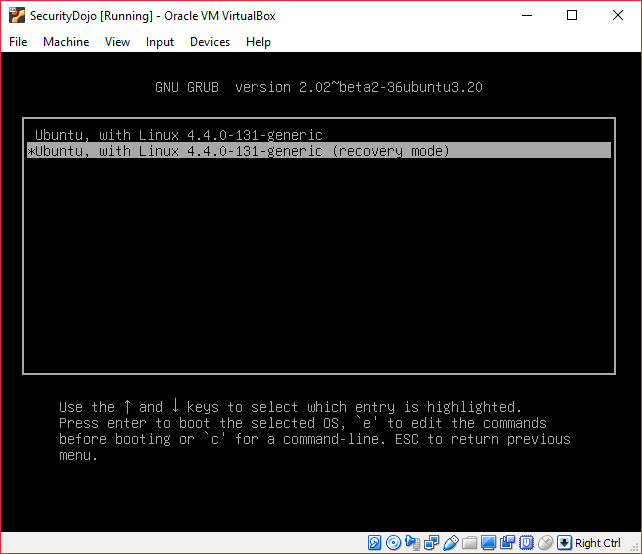 SecurityDojo [Running] - Oracle VM VirtualBox
File Machine View Input Devices Help
GNU GRUB version 2.02~beta2-36ubuntu3.20
Ubuntu, with Linux 4.4.0-131-generic
*Ubuntu, with Linux 4.4.0-131-generic (recovery mode)
Use the ↑ and ↓ keys to select which entry is highlighted.
Press enter to boot the selected OS, `e' to edit the commands
before booting or `c' for a command-line. ESC to return previous
menu.
Right Ctrl